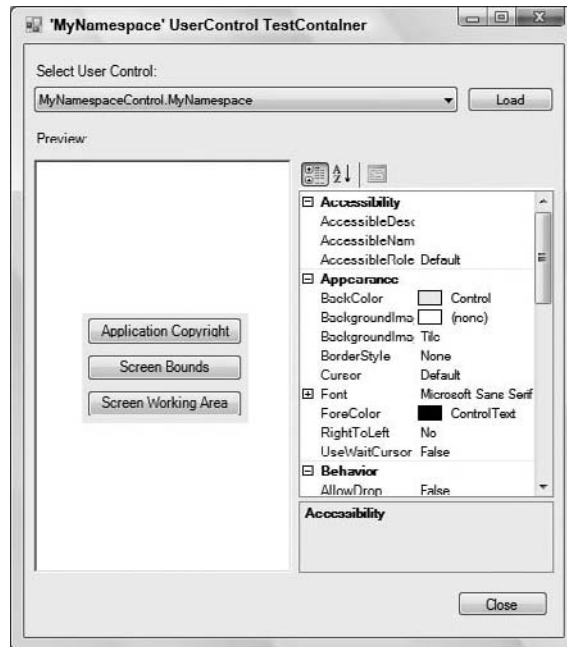 'MyNamespace' UserControl TestContainer
Select User Control:
MyNamespaceControl.MyNamespace
Load
Preview:
Application Copyright
Screen Bounds
Screen Working Area
Accessibility
AccessibleDesc
AccessibleNam
AccessibleRole Default
Appearance
BackColor Control
BackgroundIma (none)
BackgroundIma Tile
BorderStyle None
Cursor Default
Font Microsoft Sans Serif
ForeColor ControlText
RightToLeft No
UseWaitCursor False
Behavior
AllowDrop False
Accessibility
Close